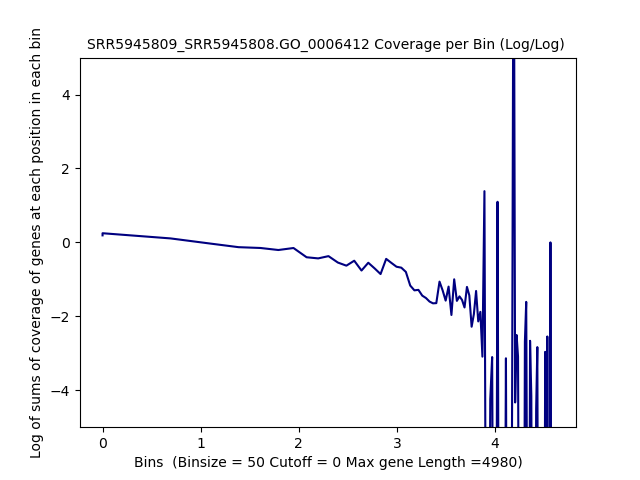 SRR5945809_SRR5945808.GO_0006412 Coverage per Bin (Log/Log)
Log of sums of coverage of genes at each position in each bin
4
2
0
−2
−4
0 1 2 3 4
Bins  (Binsize = 50 Cutoff = 0 Max gene Length =4980)